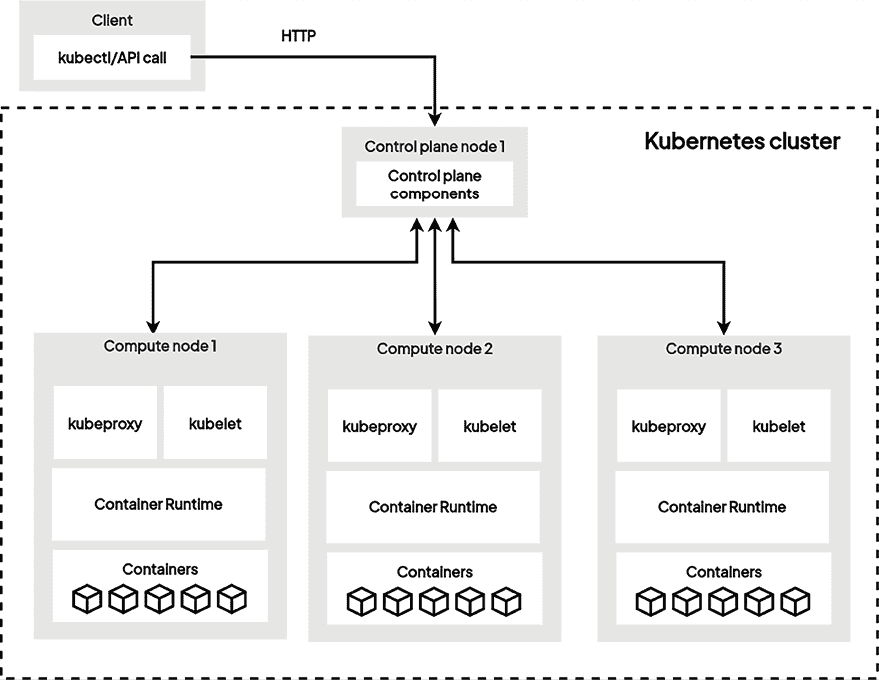 Client
kubectl/API call
HTTP
Kubernetes cluster
Control plane node 1
Control plane
components
Compute node 1
kubeproxy
kubelet
Container Runtime
Containers
Compute node 2
kubeproxy
kubelet
Container Runtime
Containers
Compute node 3
kubeproxy
kubelet
Container Runtime
Containers